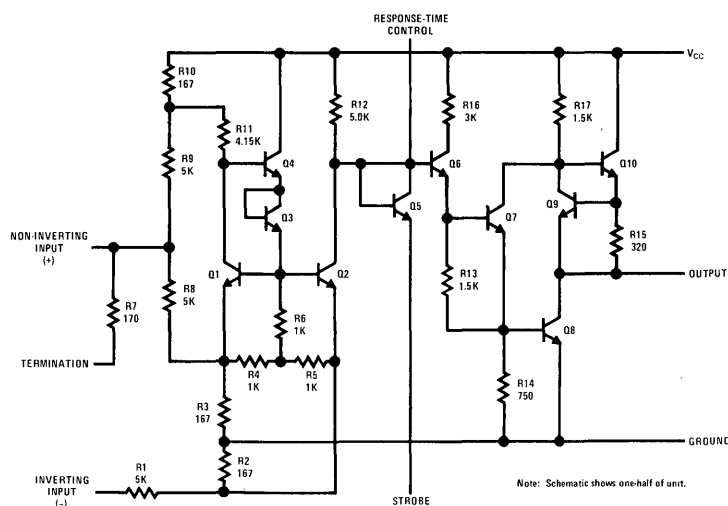 RESPONSE-TIME
CONTROL
VCC
R10
167
R12
5.0K
R16
3K
R17
1.5K
R11
4.15K
Q4
R9
5K
Q6
Q10
Q3
Q5
Q7
Q9
R15
320
NON-INVERTING
INPUT
(+)
Q1
Q2
R8
5K
R13
1.5K
OUTPUT
R7
170
R6
1K
Q8
TERMINATION
R4
1K
R5
1K
R14
750
R3
167
GROUND
R2
167
R1
5K
INVERTING
INPUT
(–)
STROBE
Note: Schematic shows one-half of unit.